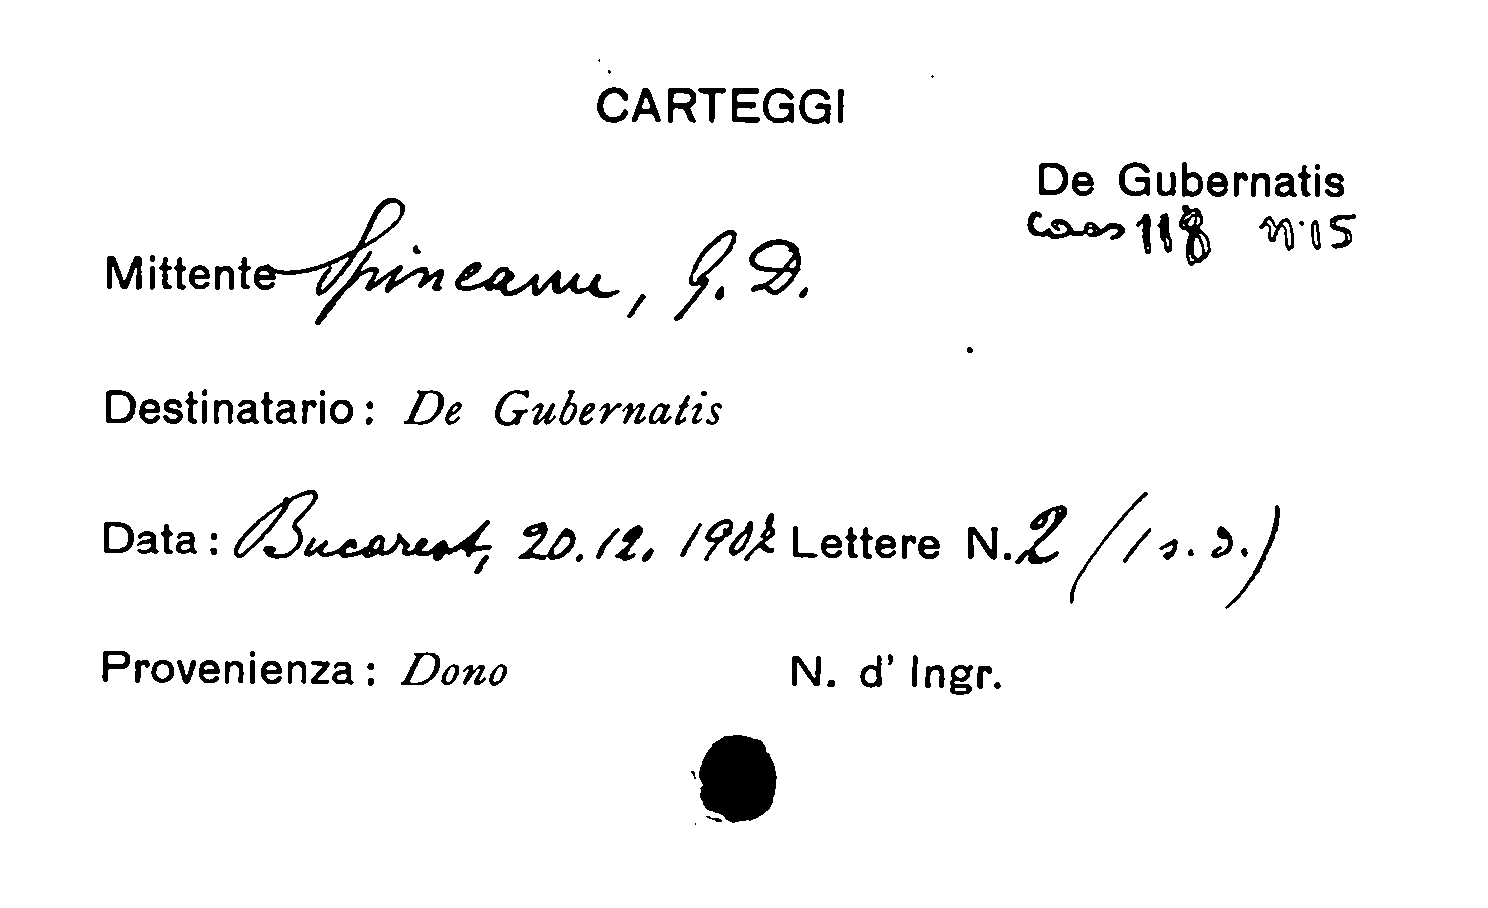 CARTEGGI
De Gubernatis
Cass 118 n. 15
Mittente Spineanu, G. D.
Destinatario: De Gubernatis
Data: Bucarest, 20.12. 1902 Lettere N. 2 (1 s. d.)
Provenienza: Dono N. d' Ingr.